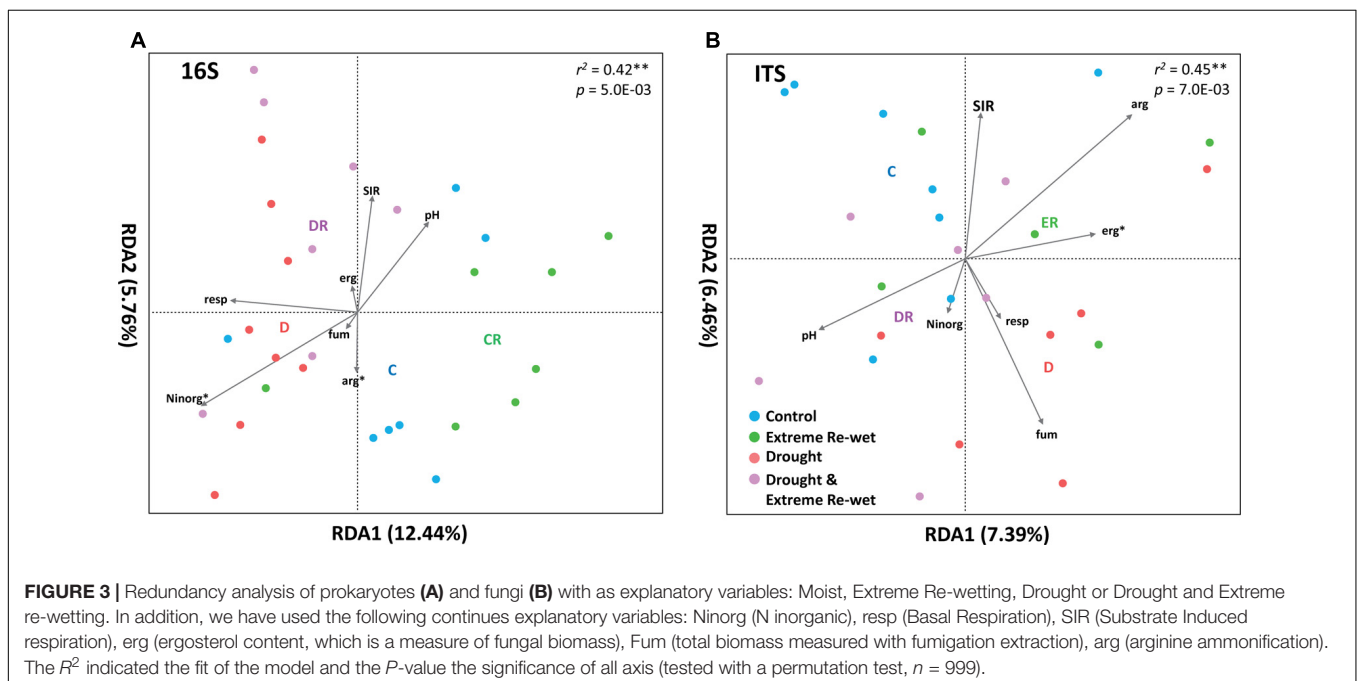 A
16S
r² = 0.42**
p = 5.0E-03
DR
SIR
pH
erg
resp
fum
D
CR
arg*
C
Ninorg*
RDA2 (5.76%)
RDA1 (12.44%)
B
ITS
r² = 0.45**
p = 7.0E-03
SIR
arg
C
ER
erg*
DR
Ninorg
resp
pH
D
fum
Control
Extreme Re-wet
Drought
Drought &
Extreme Re-wet
RDA2 (6.46%)
RDA1 (7.39%)
FIGURE 3 | Redundancy analysis of prokaryotes (A) and fungi (B) with as explanatory variables: Moist, Extreme Re-wetting, Drought or Drought and Extreme
re-wetting. In addition, we have used the following continues explanatory variables: Ninorg (N inorganic), resp (Basal Respiration), SIR (Substrate Induced
respiration), erg (ergosterol content, which is a measure of fungal biomass), Fum (total biomass measured with fumigation extraction), arg (arginine ammonification).
The R² indicated the fit of the model and the P-value the significance of all axis (tested with a permutation test, n = 999).